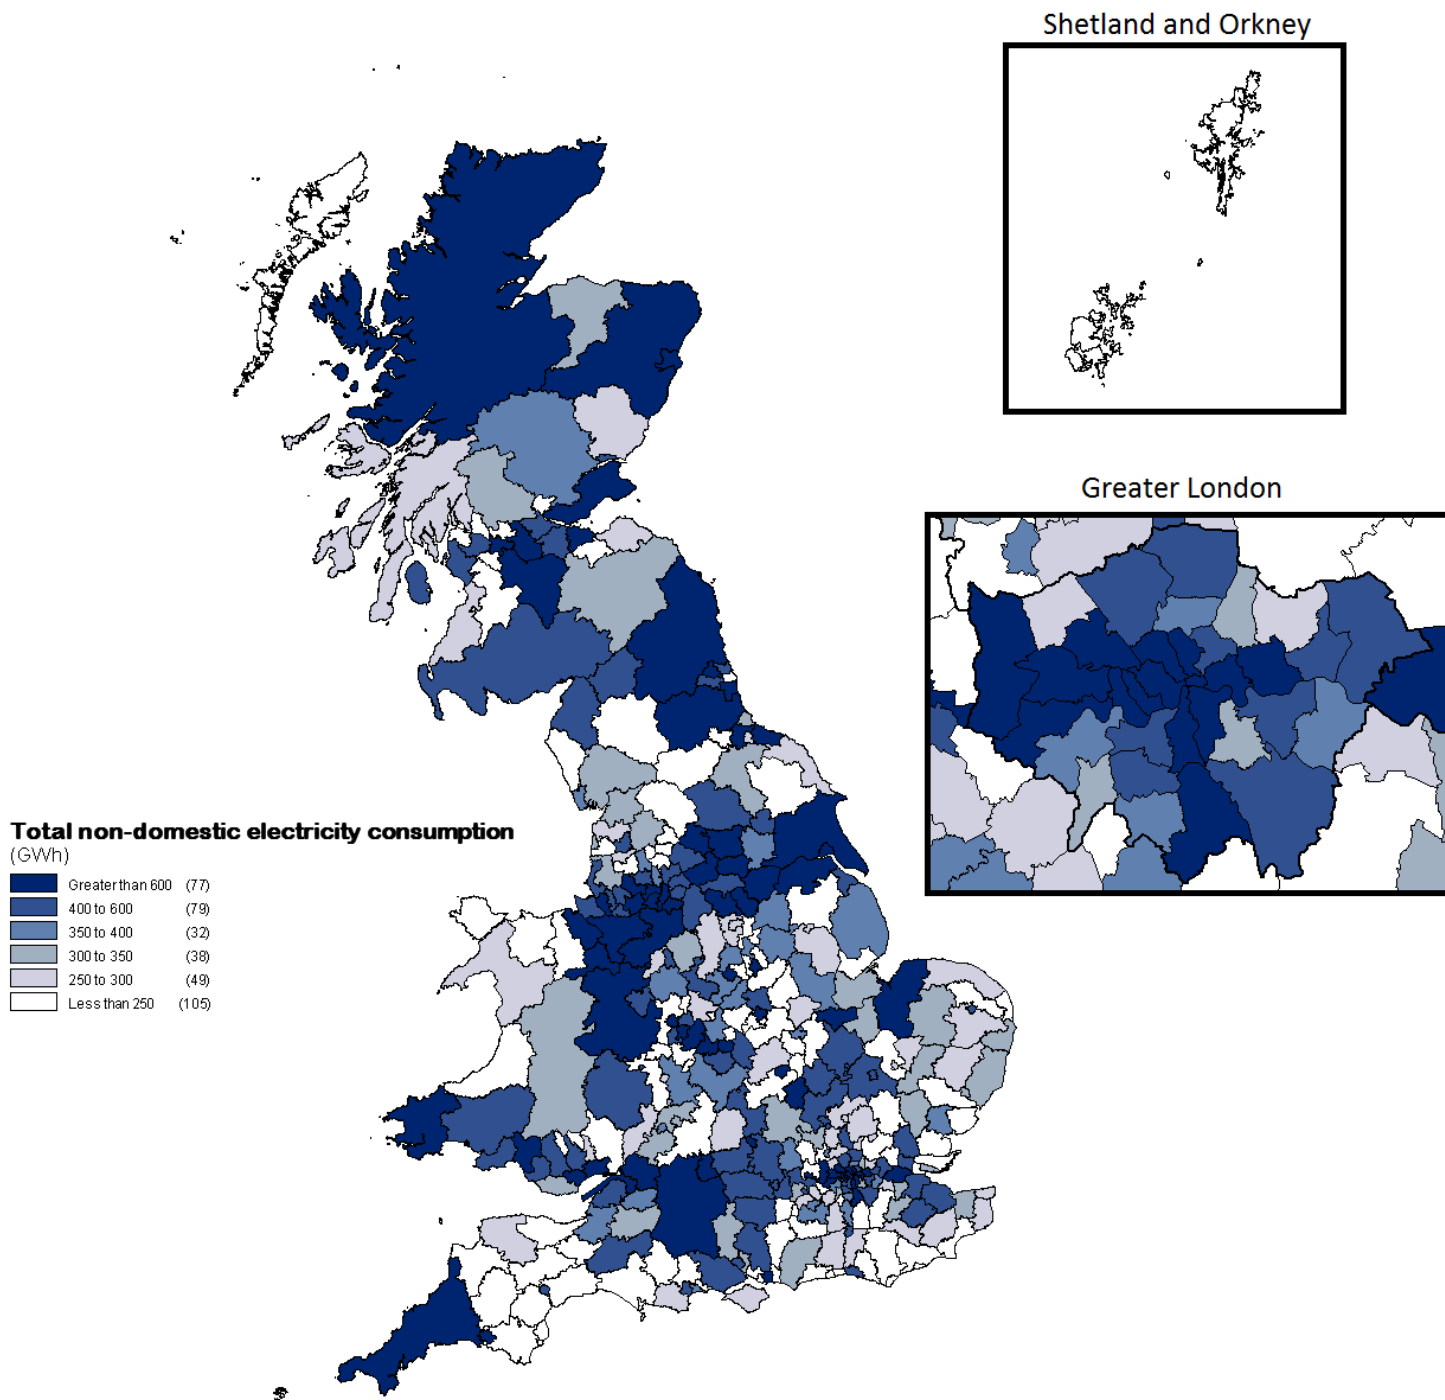 Shetland and Orkney
Greater London
Total non-domestic electricity consumption
(GWh)
Greater than 600 (77)
400 to 600 (79)
350 to 400 (32)
300 to 350 (38)
250 to 300 (49)
Less than 250 (105)